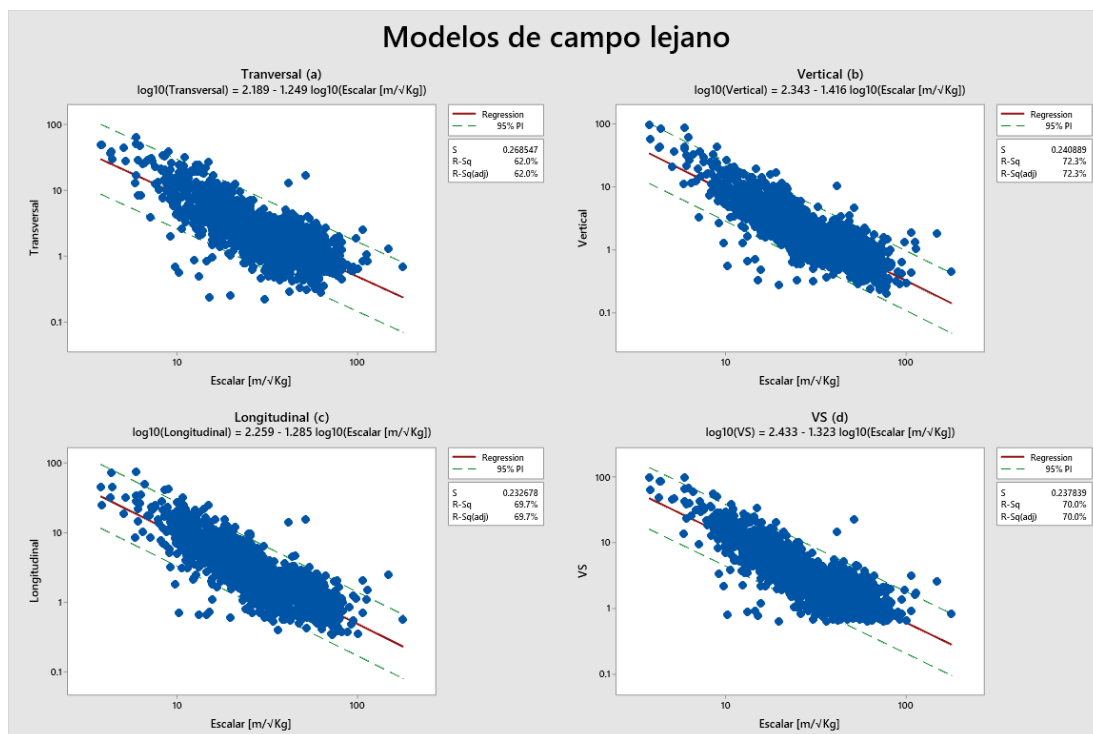 Modelos de campo lejano
Tranversal (a)
log10(Transversal) = 2.189 - 1.249 log10(Escalar [m/√Kg])
Regression
95% PI
S 0.268547
R-Sq 62.0%
R-Sq(adj) 62.0%
100
10
1
0.1
Transversal
10 100
Escalar [m/√Kg]
Vertical (b)
log10(Vertical) = 2.343 - 1.416 log10(Escalar [m/√Kg])
Regression
95% PI
S 0.240889
R-Sq 72.3%
R-Sq(adj) 72.3%
100
10
1
0.1
Vertical
10 100
Escalar [m/√Kg]
Longitudinal (c)
log10(Longitudinal) = 2.259 - 1.285 log10(Escalar [m/√Kg])
Regression
95% PI
S 0.232678
R-Sq 69.7%
R-Sq(adj) 69.7%
100
10
1
0.1
Longitudinal
10 100
Escalar [m/√Kg]
VS (d)
log10(VS) = 2.433 - 1.323 log10(Escalar [m/√Kg])
Regression
95% PI
S 0.237839
R-Sq 70.0%
R-Sq(adj) 70.0%
100
10
1
0.1
VS
10 100
Escalar [m/√Kg]